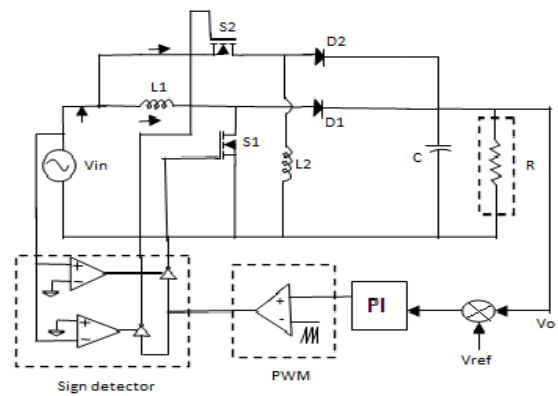 S2
D2
L1
D1
S1
Vin
L2
C
R
+
-
+
-
+
-
PI
Vo
Vref
PWM
Sign detector